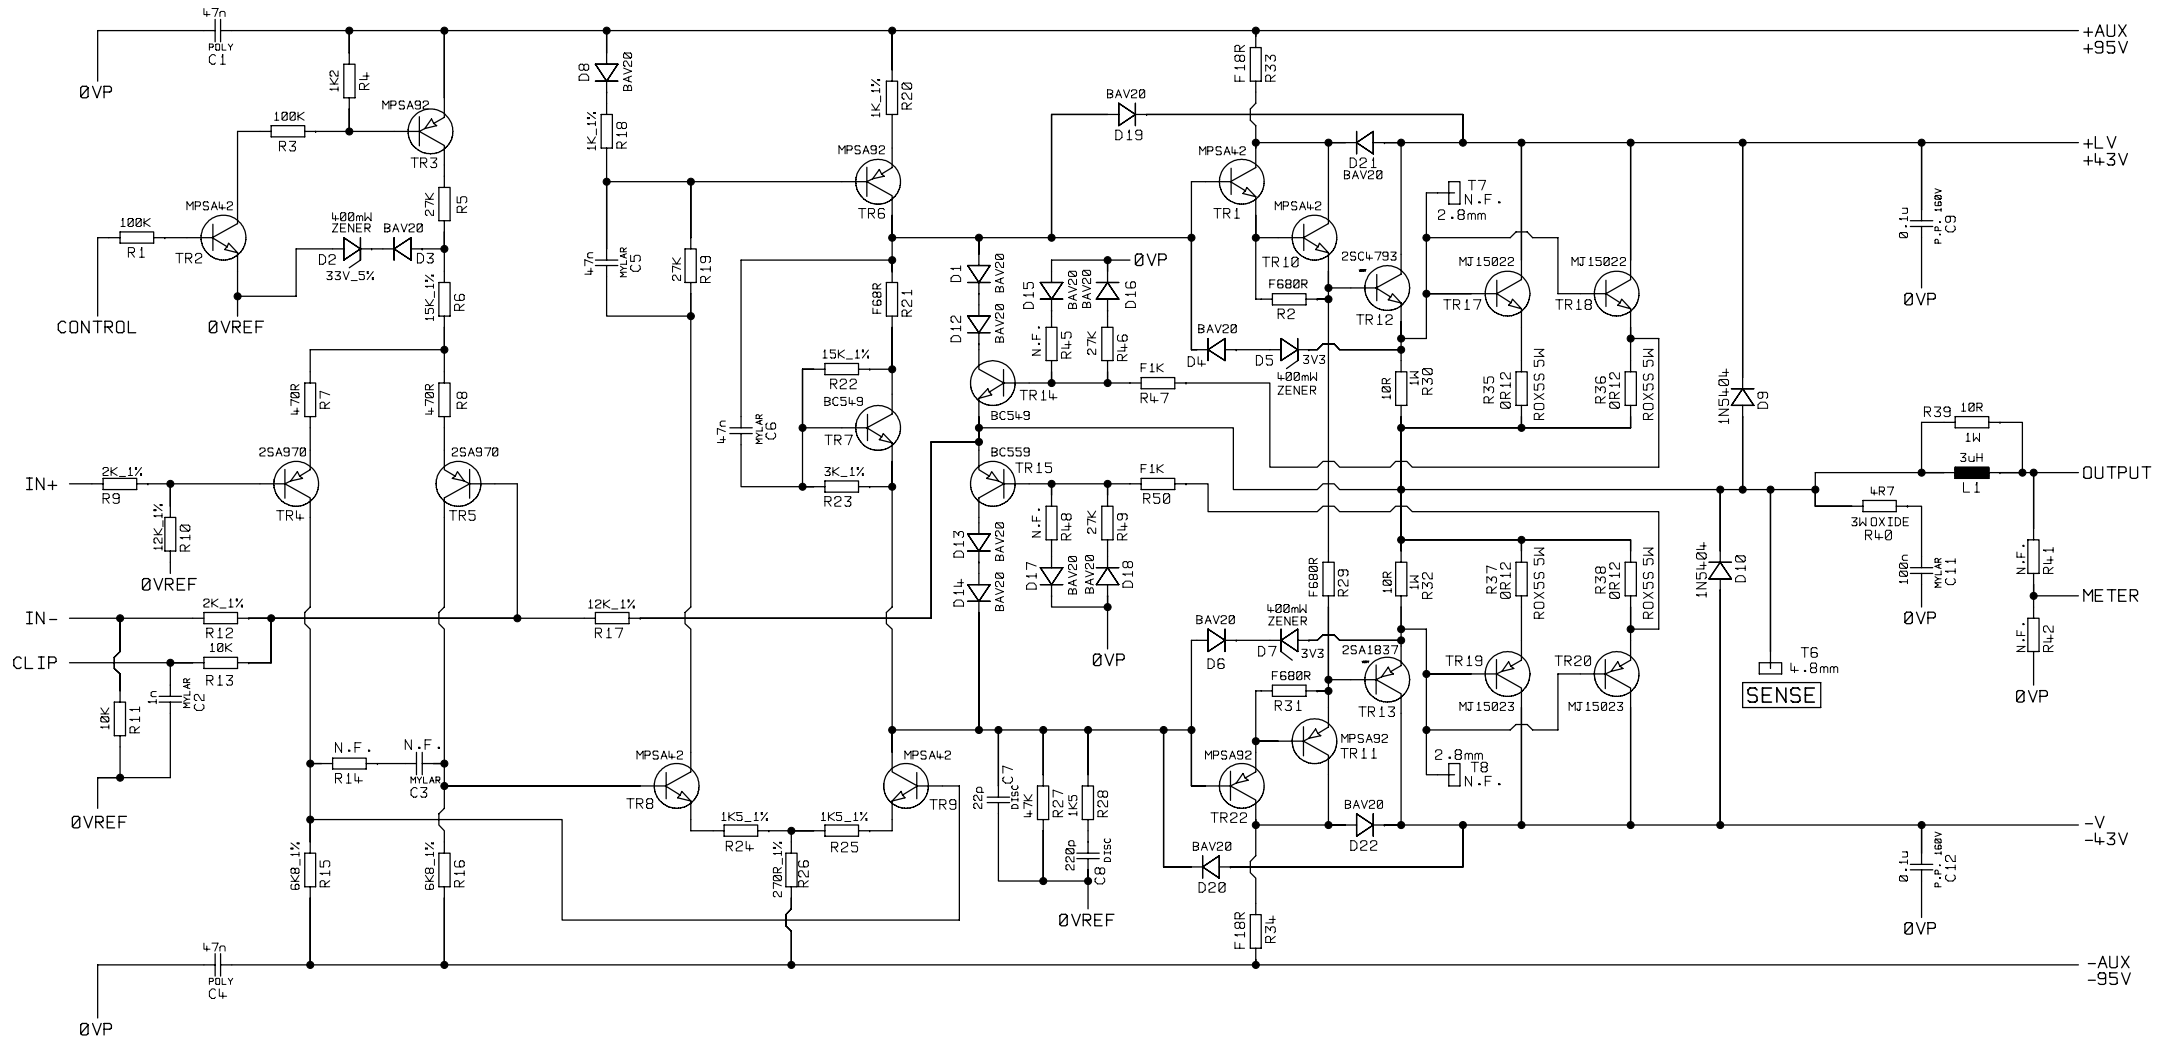 47n
POLY
C1
0VP
1K2
R4
MPSA92
TR3
100K
R3
MPSA42
TR2
100K
R1
CONTROL
0VREF
400mW
ZENER
D2
33V_5%
BAV20
D3
27K
R5
15K_1%
R6
470R
R7
470R
R8
2SA970
TR4
2SA970
TR5
IN+
2K_1%
R9
12K_1%
R10
0VREF
IN-
2K_1%
R12
CLIP
10K
R13
10K
R11
1n
MYLAR
C2
0VREF
N.F.
R14
N.F.
MYLAR
C3
6K8_1%
R15
6K8_1%
R16
47n
POLY
C4
0VP
D8
BAV20
1K_1%
R18
47n
MYLAR
C5
27K
R19
1K_1%
R20
MPSA92
TR6
F68R
R21
15K_1%
R22
BC549
TR7
3K_1%
R23
47n
MYLAR
C6
12K_1%
R17
MPSA42
TR8
MPSA42
TR9
1K5_1%
R24
1K5_1%
R25
270R_1%
R26
D1
BAV20
D12
BAV20
TR14
BC549
BC559
TR15
D13
BAV20
D14
BAV20
D15
BAV20
BAV20
D16
0VP
N.F.
R45
27K
R46
F1K
R47
F1K
R50
N.F.
R48
27K
R49
D17
BAV20
BAV20
D18
0VP
22p
DISC
C7
47K
R27
1K5
R28
220p
DISC
C8
0VREF
BAV20
D19
F18R
R33
MPSA42
TR1
MPSA42
TR10
F680R
R2
BAV20
D4
D5
3V3
400mW
ZENER
D21
BAV20
2SC4793
TR12
10R
1W
R30
T7
N.F.
2.8mm
MJ15022
TR17
MJ15022
TR18
R35
0R12
ROX5S 5W
R36
0R12
ROX5S 5W
F680R
R29
10R
1W
R32
R37
0R12
ROX5S 5W
R38
0R12
ROX5S 5W
BAV20
D6
400mW
ZENER
D7
3V3
2SA1837
TR13
F680R
R31
MPSA92
TR11
MPSA92
TR22
TR19
MJ15023
TR20
MJ15023
2.8mm
T8
N.F.
BAV20
D22
BAV20
D20
F18R
R34
1N5404
D9
1N5404
D10
T6
4.8mm
SENSE
+AUX
+95V
+LV
+43V
0.1u
P.P. 160V
C9
0VP
R39
10R
1W
3uH
L1
OUTPUT
4R7
3W OXIDE
R40
100n
MYLAR
C11
0VP
N.F.
R41
METER
N.F.
R42
0VP
-V
-43V
0.1u
P.P. 160V
C12
0VP
-AUX
-95V